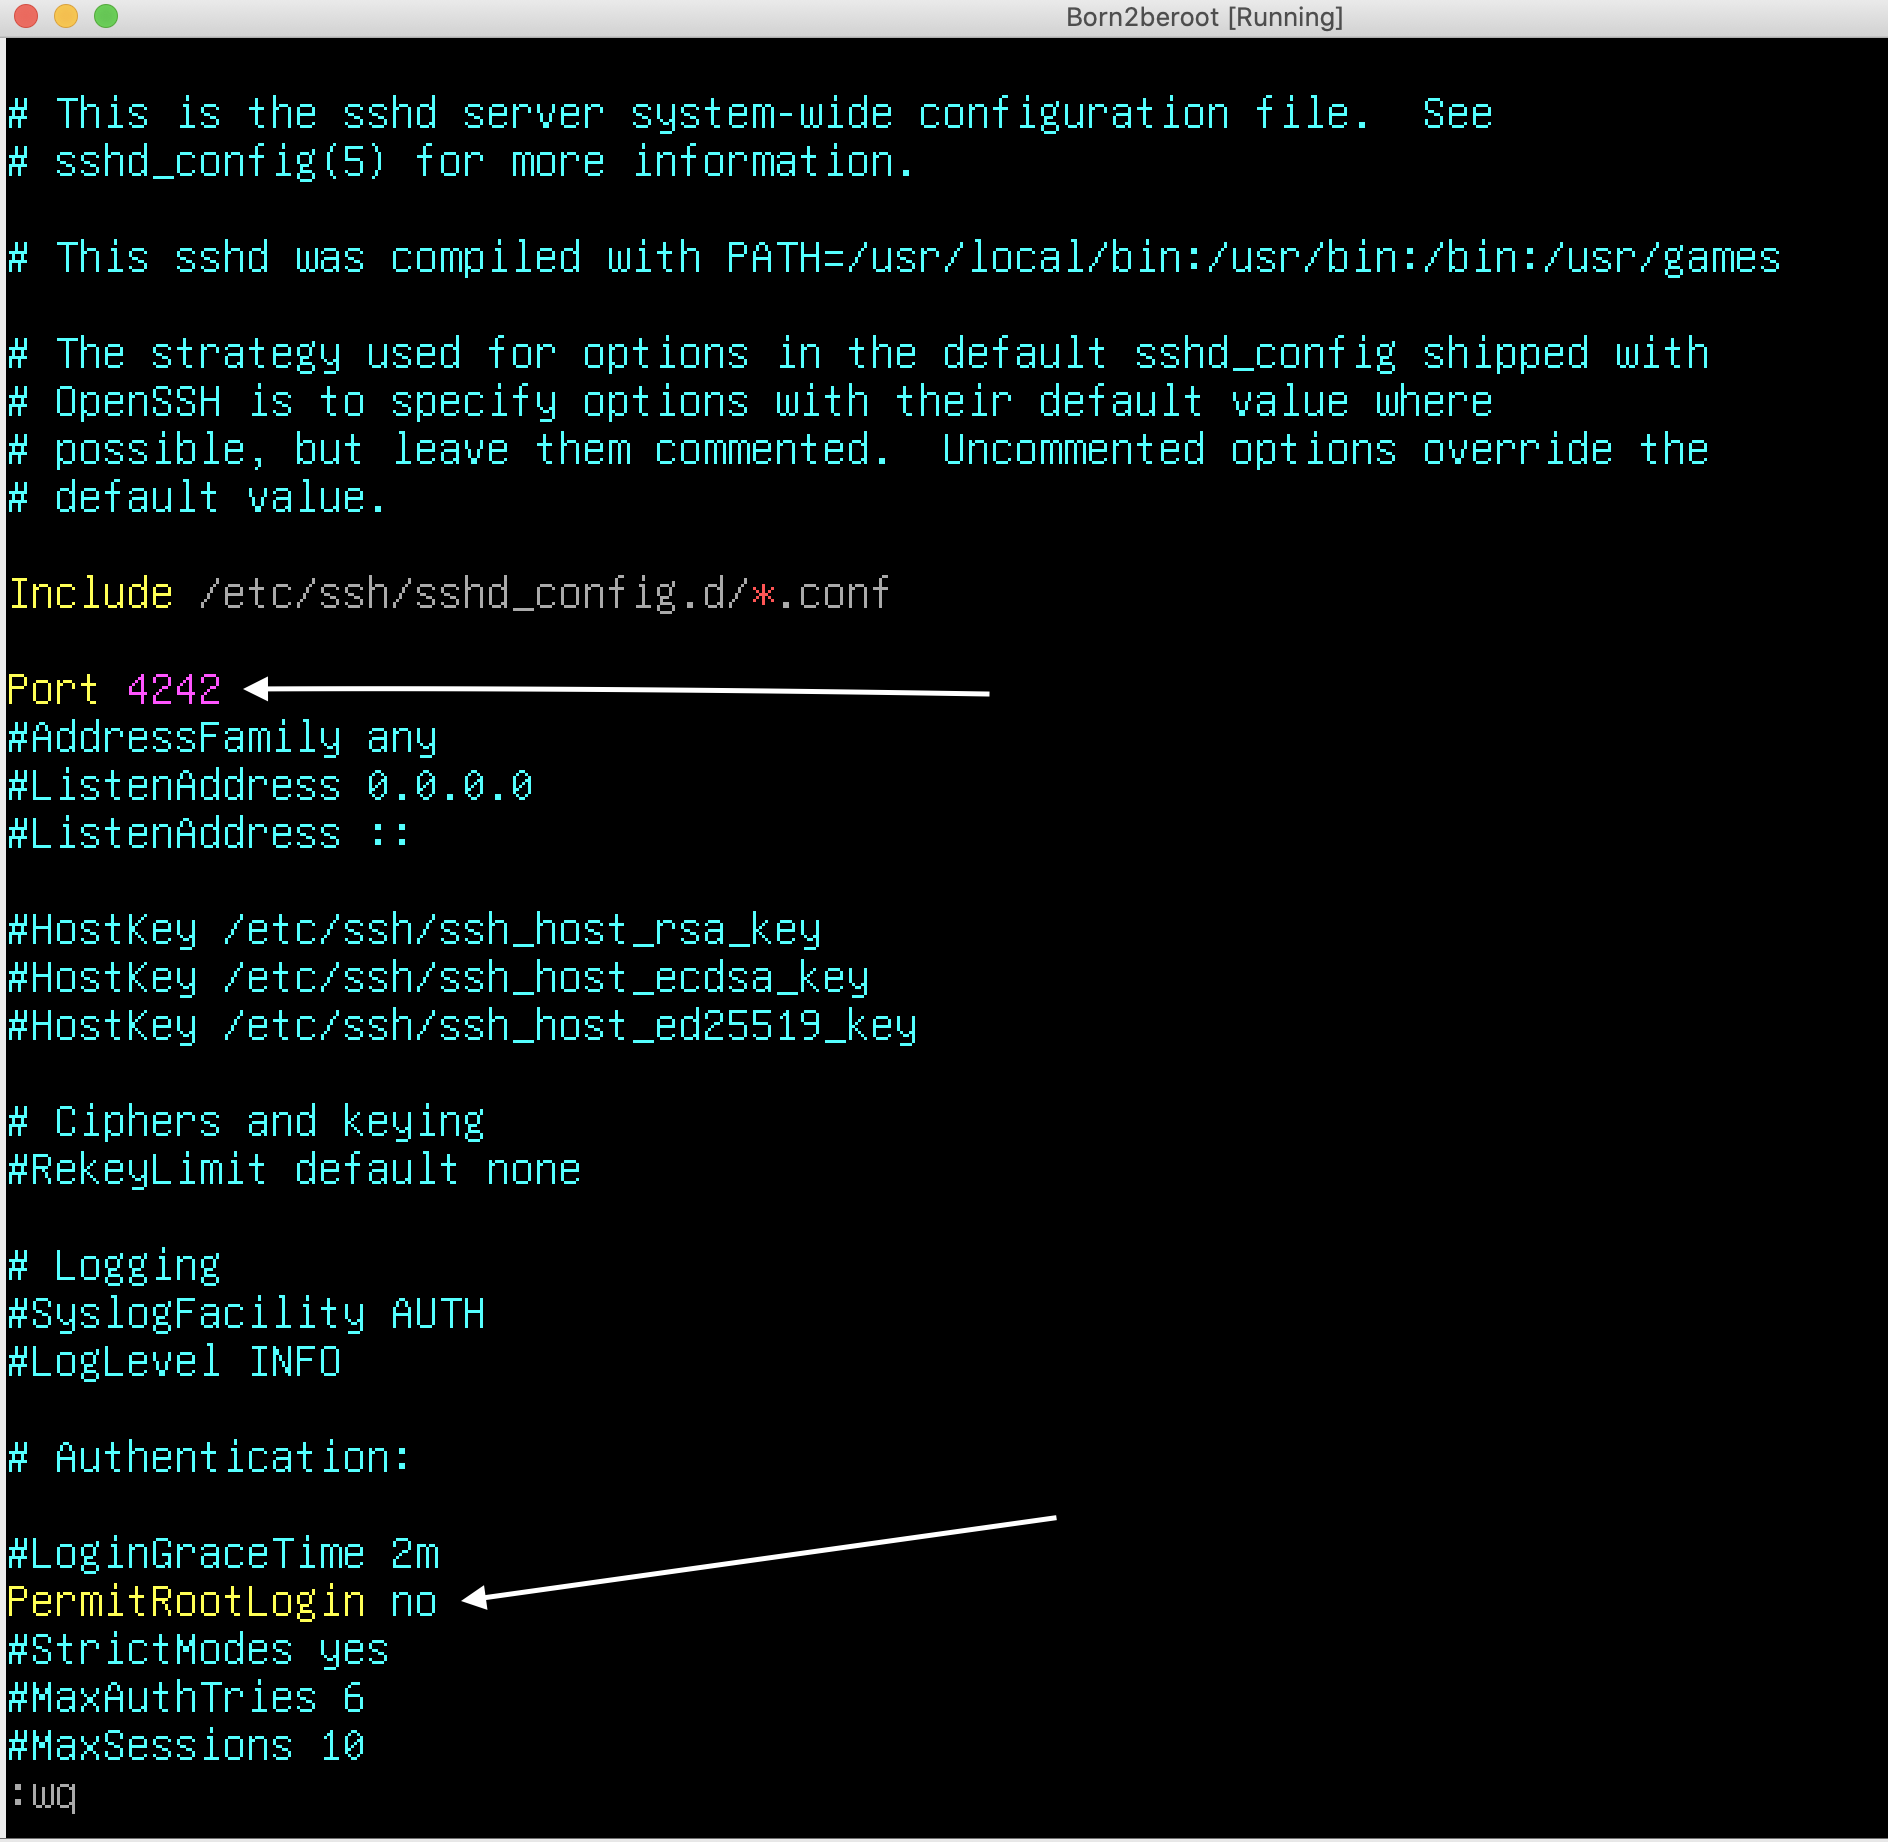 Born2beroot [Running]
# This is the sshd server system-wide configuration file.  See
# sshd_config(5) for more information.
# This sshd was compiled with PATH=/usr/local/bin:/usr/bin:/bin:/usr/games
# The strategy used for options in the default sshd_config shipped with
# OpenSSH is to specify options with their default value where
# possible, but leave them commented.  Uncommented options override the
# default value.
Include /etc/ssh/sshd_config.d/*.conf
Port 4242
#AddressFamily any
#ListenAddress 0.0.0.0
#ListenAddress ::
#HostKey /etc/ssh/ssh_host_rsa_key
#HostKey /etc/ssh/ssh_host_ecdsa_key
#HostKey /etc/ssh/ssh_host_ed25519_key
# Ciphers and keying
#RekeyLimit default none
# Logging
#SyslogFacility AUTH
#LogLevel INFO
# Authentication:
#LoginGraceTime 2m
PermitRootLogin no
#StrictModes yes
#MaxAuthTries 6
#MaxSessions 10
:wq